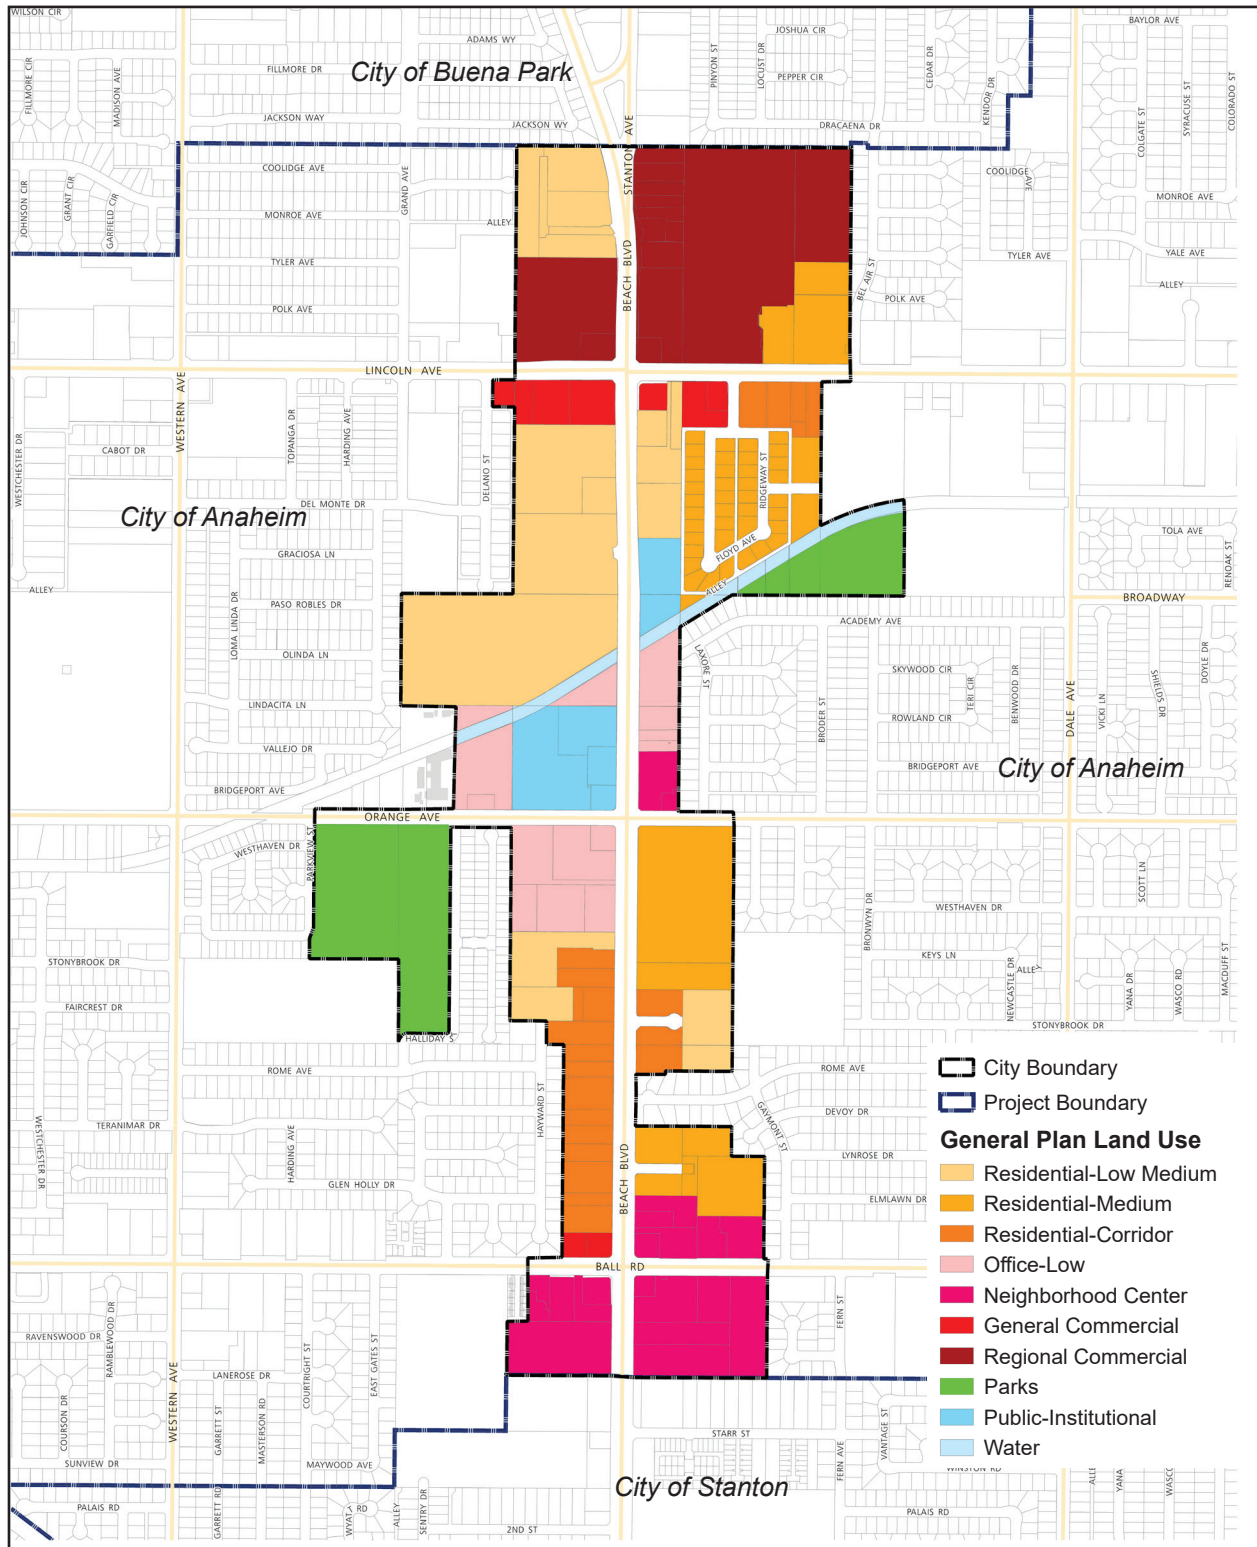 WILSON CIR
FILLMORE CIR
MADISON AVE
ADAMS WY
FILLMORE DR
City of Buena Park
JACKSON WAY
JACKSON WY
STANTON AVE
PINYON ST
LOCUST DR
JOSHUA CIR
PEPPER CIR
CEDAR DR
KENDOR DR
DRACAENA DR
BAYLOR AVE
COLGATE ST
SYRACUSE ST
COLORADO ST
COOLIDGE AVE
GRAND AVE
JOHNSON CIR
GRANT CIR
GARFIELD CIR
MONROE AVE
ALLEY
TYLER AVE
POLK AVE
BEACH BLVD
BEL AIR ST
POLK AVE
COOLIDGE AVE
TYLER AVE
MONROE AVE
YALE AVE
ALLEY
LINCOLN AVE
WESTERN AVE
WESTCHESTER DR
CABOT DR
TOPANGA DR
HARDING AVE
DELANO ST
DEL MONTE DR
City of Anaheim
GRACIOSA LN
ALLEY
LOMA LINDA DR
PASO ROBLES DR
OLINDA LN
LINDACITA LN
VALLEJO DR
BRIDGEPORT AVE
RIDGEWAY ST
FLOYD AVE
ALLEY
TOLA AVE
RENOAK ST
BROADWAY
ACADEMY AVE
LAXORE ST
BRODER ST
SKYWOOD CIR
TERI CIR
BENWOOD DR
ROWLAND CIR
BRIDGEPORT AVE
DALE AVE
VICKI LN
SHIELDS DR
DOYLE DR
City of Anaheim
ORANGE AVE
PARKVIEW ST
WESTHAVEN DR
STONYBROOK DR
FAIRCREST DR
HALLIDAY S
ROME AVE
WESTCHESTER DR
TERANIMAR DR
HARDING AVE
GLEN HOLLY DR
HAYWARD ST
BEACH BLVD
BRONWYN DR
WESTHAVEN DR
KEYS LN
NEWCASTLE DR
ALLEY
SCOTT LN
YANA DR
WASCO RD
MACDUFF ST
STONYBROOK DR
ROME AVE
GAYMONT ST
DEVOY DR
LYNROSE DR
ELMLAWN DR
BALL RD
City Boundary
Project Boundary
General Plan Land Use
Residential-Low Medium
Residential-Medium
Residential-Corridor
Office-Low
Neighborhood Center
General Commercial
Regional Commercial
Parks
Public-Institutional
Water
RAVENSWOOD DR
RAMBLEWOOD DR
COURSON DR
SUNVIEW DR
PALAIS RD
WESTERN AVE
LANEROSE DR
GARRETT ST
MASTERSON RD
COURTRIGHT ST
EAST GATES ST
MAYWOOD AVE
GARRETT RD
WYATT RD
ALLEY
SENTRY DR
2ND ST
City of Stanton
STARR ST
FERN ST
FERN AVE
VANTAGE ST
WINSTON RD
PALAIS RD
ALLE
YANA
WASC